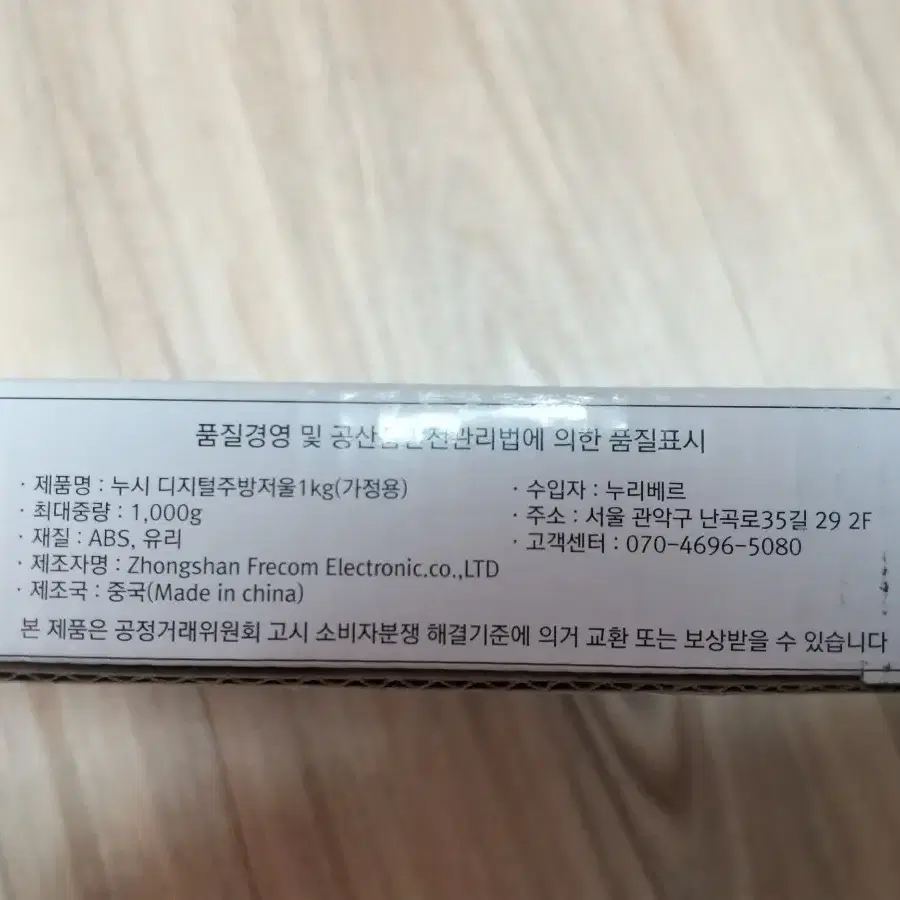 품질경영 및 공산품안전관리법에 의한 품질표시
· 제품명 : 누시 디지털주방저울1kg(가정용)
· 최대중량 : 1,000g
· 재질 : ABS, 유리
· 제조자명 : Zhongshan Frecom Electronic.co.,LTD
· 제조국 : 중국(Made in china)
· 수입자 : 누리베르
· 주소 : 서울 관악구 난곡로35길 29 2F
· 고객센터 : 070-4696-5080
본 제품은 공정거래위원회 고시 소비자분쟁 해결기준에 의거 교환 또는 보상받을 수 있습니다